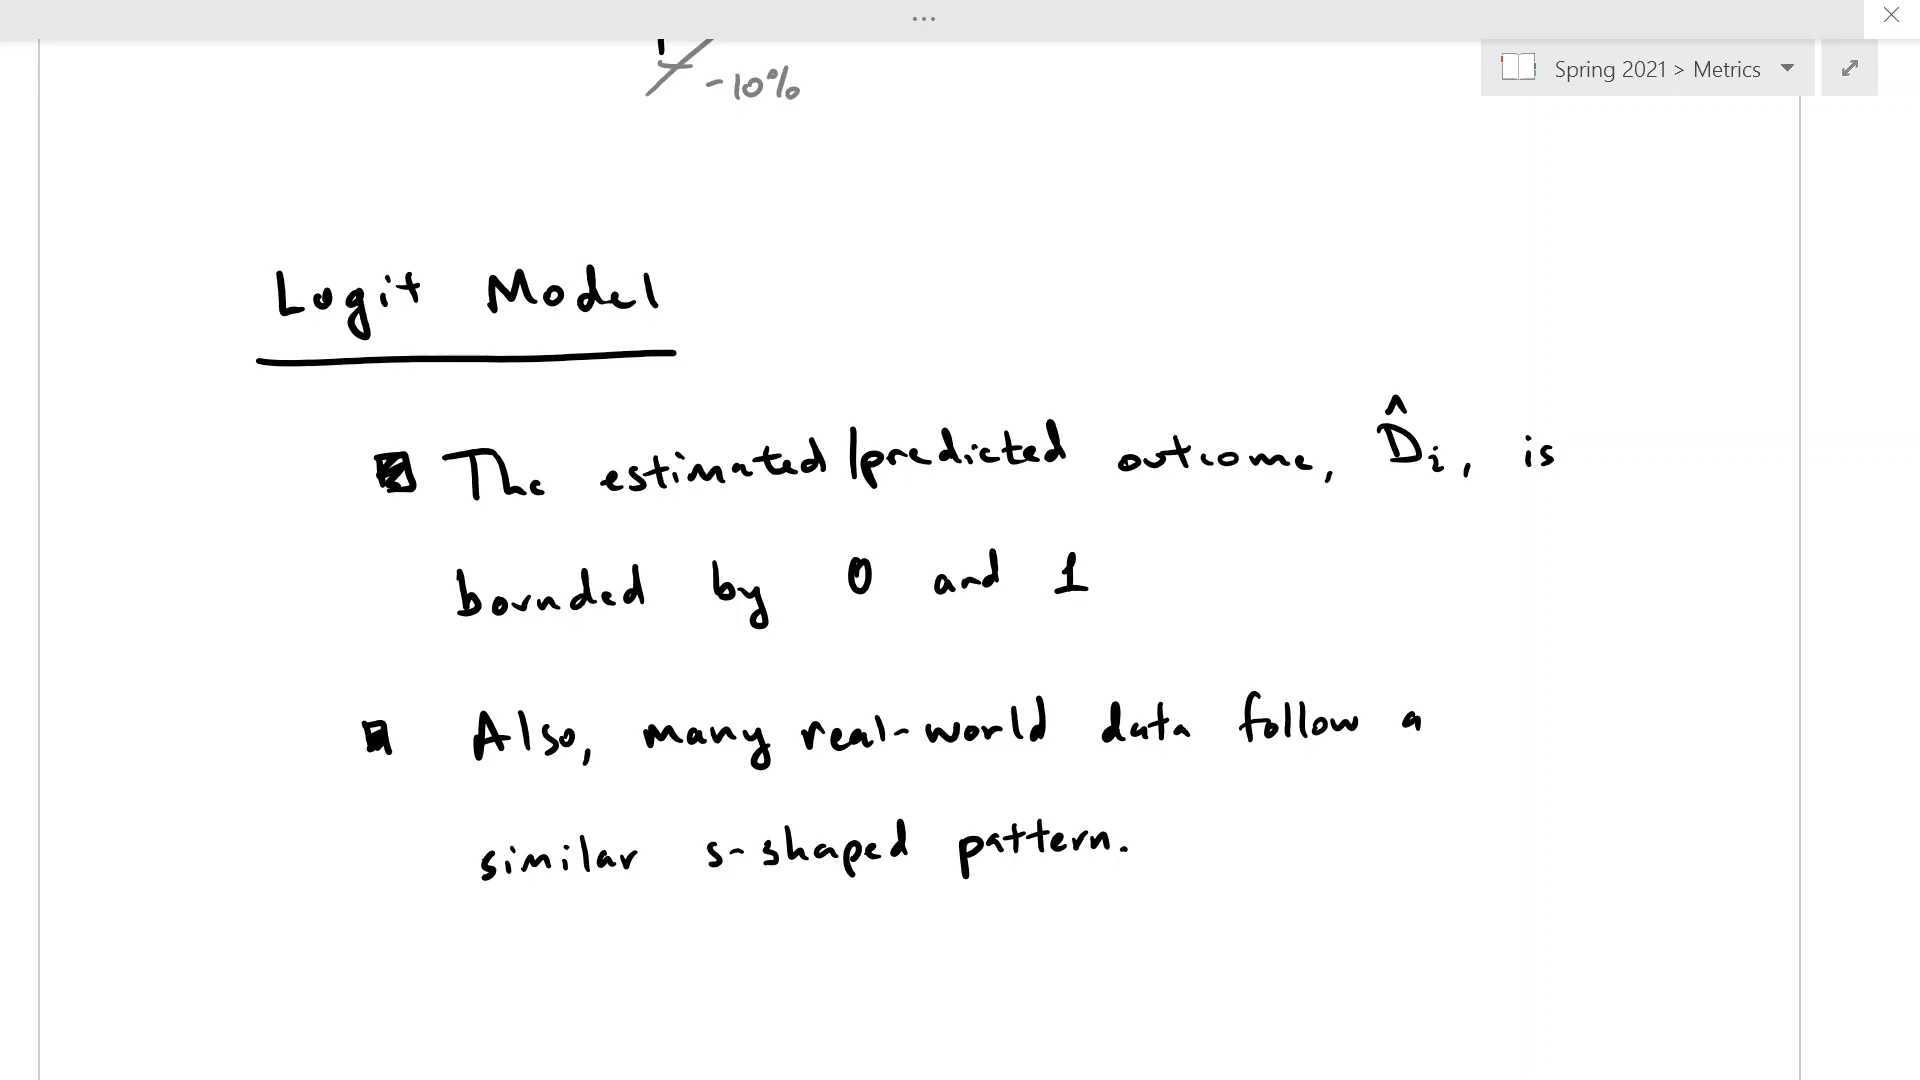 ...
Spring 2021 > Metrics
-10%
Logit Model
The estimated/predicted outcome, D̂i, is
bounded by 0 and 1
Also, many real-world data follow a
similar s-shaped pattern.